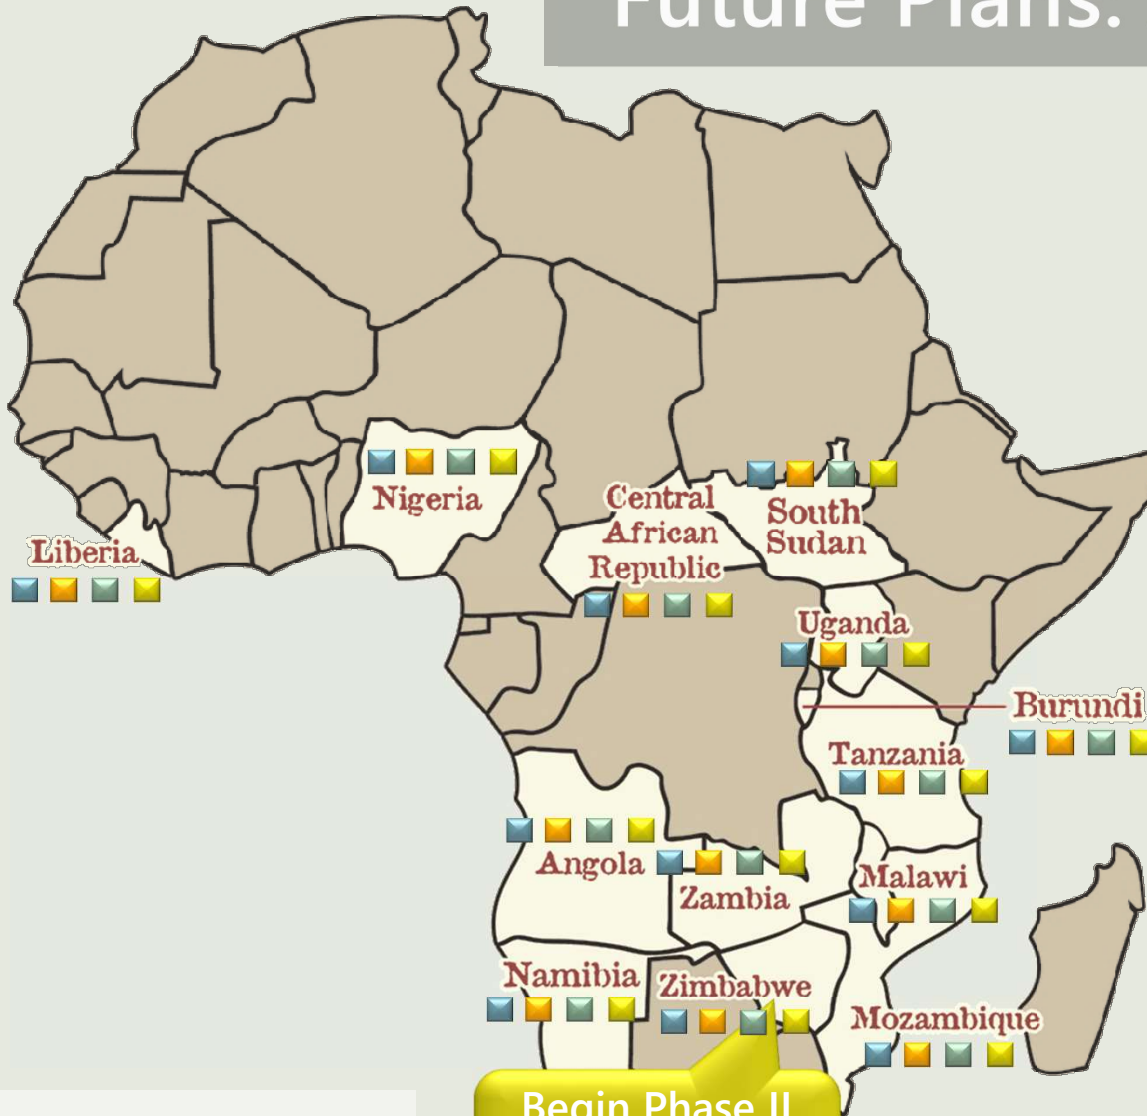 Future Plans.
Nigeria
Central
African
Republic
South
Sudan
Liberia
Uganda
Burundi
Tanzania
Angola
Zambia
Malawi
Namibia
Zimbabwe
Mozambique
Begin Phase II